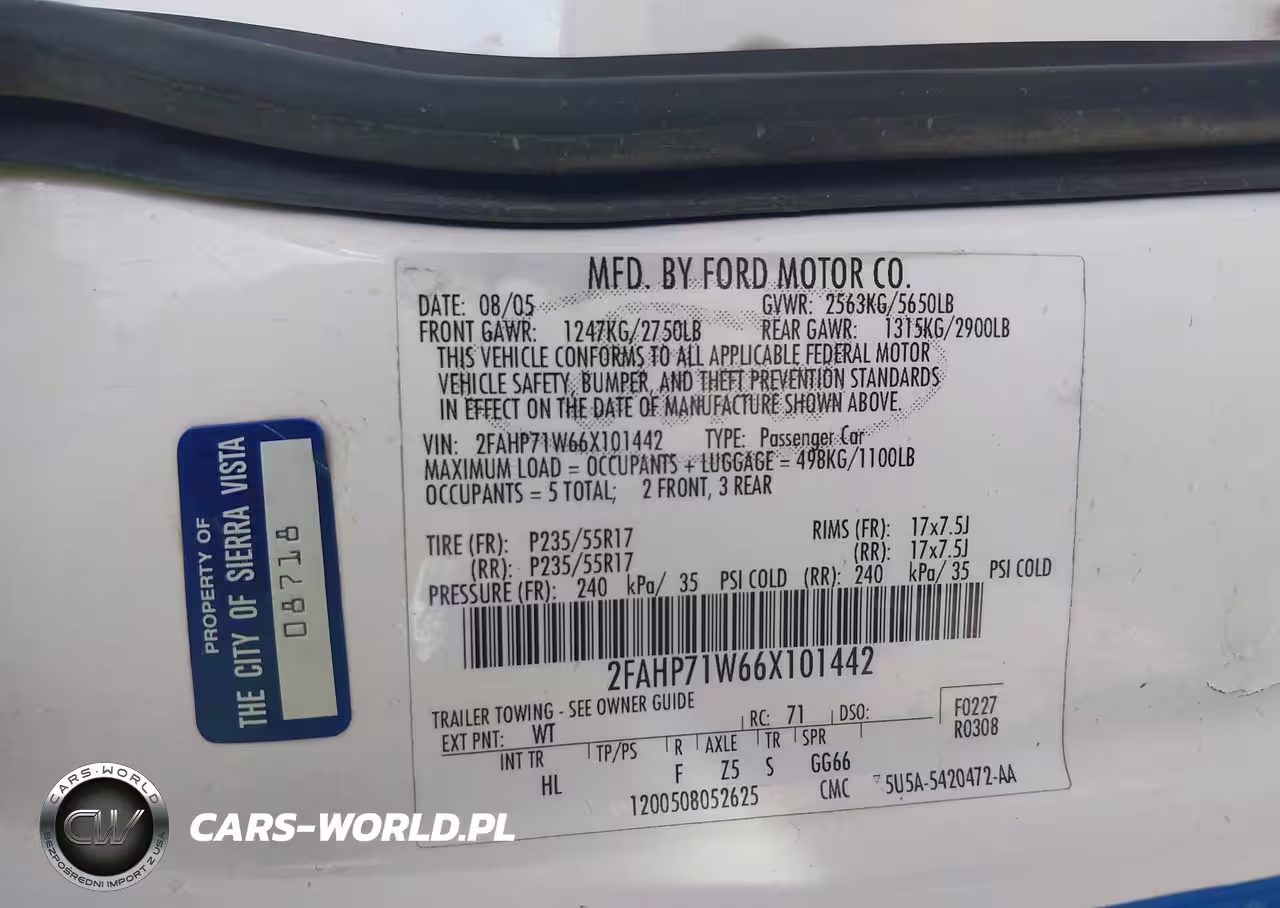 MFD. BY FORD MOTOR CO.
DATE: 08/05 GVWR: 2563KG/5650LB
FRONT GAWR: 1247KG/2750LB REAR GAWR: 1315KG/2900LB
THIS VEHICLE CONFORMS TO ALL APPLICABLE FEDERAL MOTOR
VEHICLE SAFETY, BUMPER, AND THEFT PREVENTION STANDARDS
IN EFFECT ON THE DATE OF MANUFACTURE SHOWN ABOVE.
VIN: 2FAHP71W66X101442 TYPE: Passenger Car
MAXIMUM LOAD = OCCUPANTS + LUGGAGE = 498KG/1100LB
OCCUPANTS = 5 TOTAL; 2 FRONT, 3 REAR
TIRE (FR): P235/55R17 RIMS (FR): 17x7.5J
(RR): P235/55R17 (RR): 17x7.5J
PRESSURE (FR): 240 kPa/ 35 PSI COLD (RR): 240 kPa/ 35 PSI COLD
2FAHP71W66X101442
TRAILER TOWING - SEE OWNER GUIDE
EXT PNT: WT RC: 71 DSO: F0227
R0308
INT TR TP/PS R AXLE TR SPR
HL F Z5 S GG66
1200508052625 CMC 5U5A-5420472-AA
PROPERTY OF
THE CITY OF SIERRA VISTA
08718
CARS-WORLD
CW
BEZPOŚREDNI IMPORT Z USA
CARS-WORLD.PL